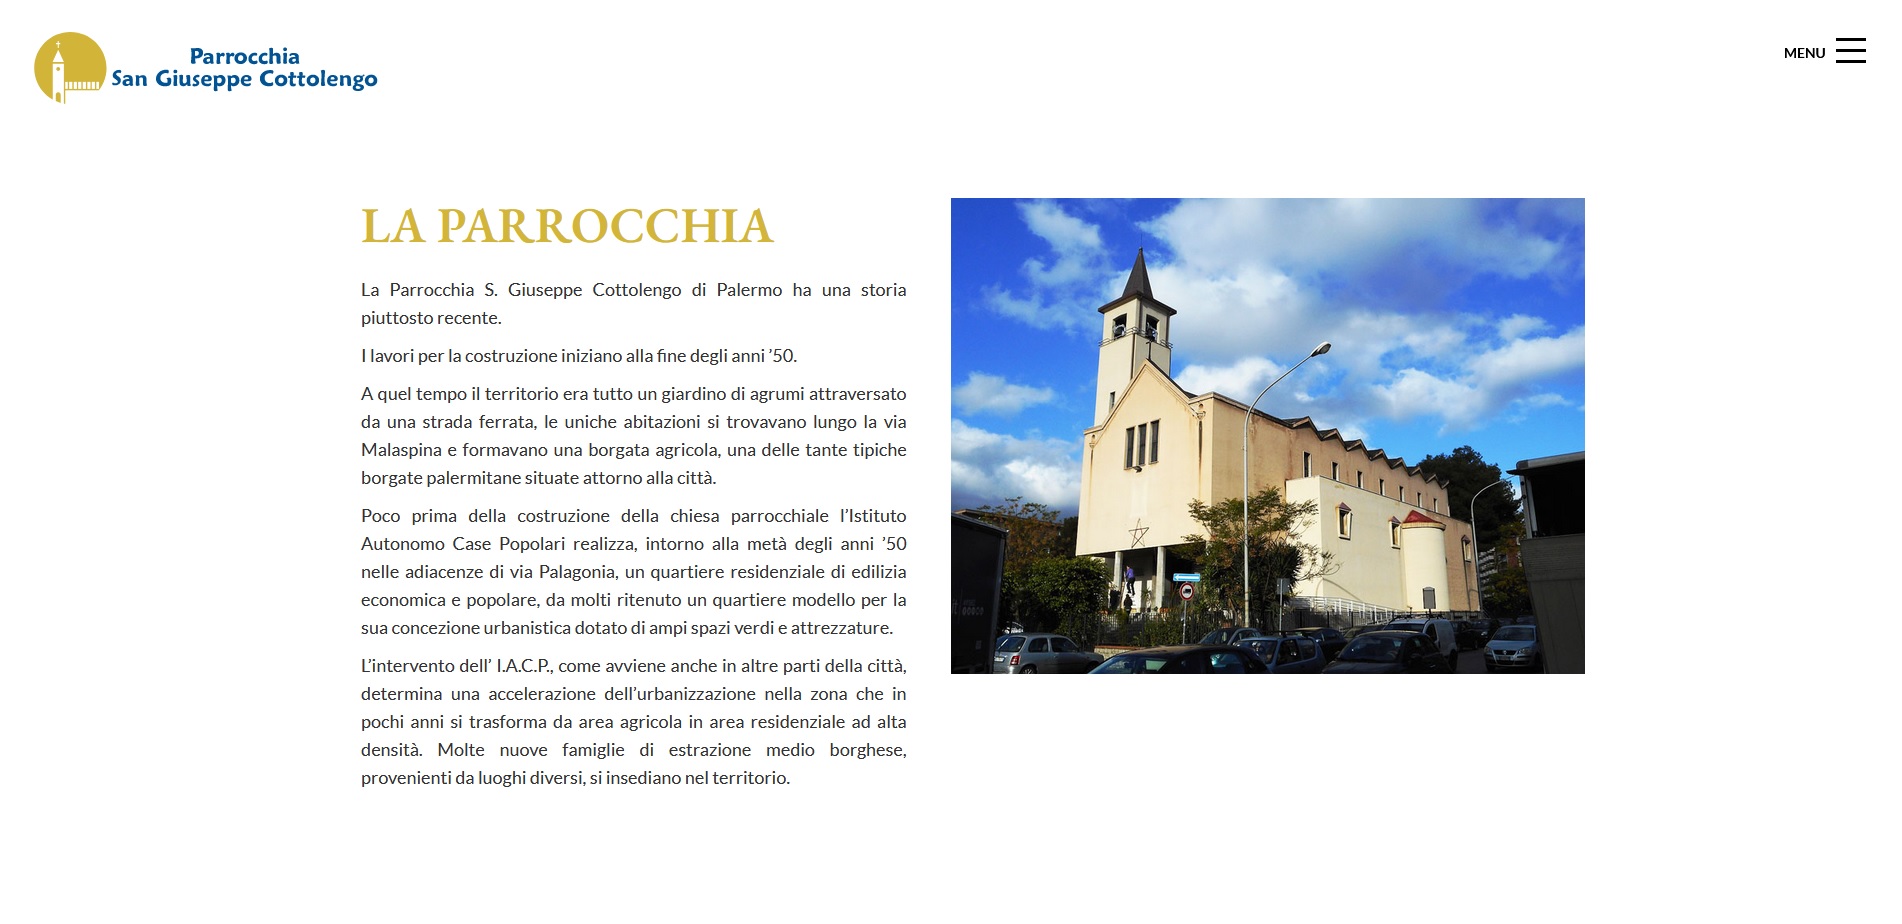 Parrocchia
San Giuseppe Cottolengo
MENU
LA PARROCCHIA
La Parrocchia S. Giuseppe Cottolengo di Palermo ha una storia
piuttosto recente.
I lavori per la costruzione iniziano alla fine degli anni ’50.
A quel tempo il territorio era tutto un giardino di agrumi attraversato
da una strada ferrata, le uniche abitazioni si trovavano lungo la via
Malaspina e formavano una borgata agricola, una delle tante tipiche
borgate palermitane situate attorno alla città.
Poco prima della costruzione della chiesa parrocchiale l’Istituto
Autonomo Case Popolari realizza, intorno alla metà degli anni ’50
nelle adiacenze di via Palagonia, un quartiere residenziale di edilizia
economica e popolare, da molti ritenuto un quartiere modello per la
sua concezione urbanistica dotato di ampi spazi verdi e attrezzature.
L’intervento dell’ I.A.C.P., come avviene anche in altre parti della città,
determina una accelerazione dell’urbanizzazione nella zona che in
pochi anni si trasforma da area agricola in area residenziale ad alta
densità. Molte nuove famiglie di estrazione medio borghese,
provenienti da luoghi diversi, si insediano nel territorio.